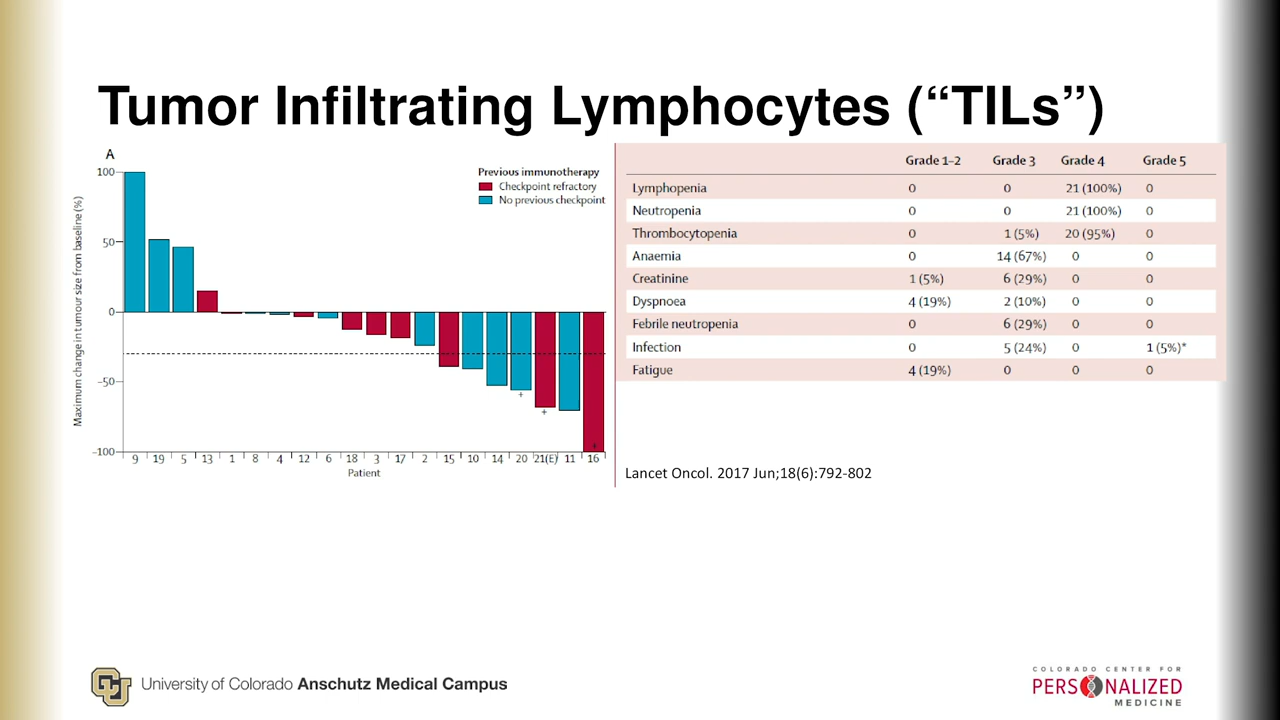 Tumor Infiltrating Lymphocytes (“TILs”)
A
Previous immunotherapy
Checkpoint refractory
No previous checkpoint
Maximum change in tumour size from baseline (%)
100
50
0
−50
−100
+ + +
9 19 5 13 1 8 4 12 6 18 3 17 2 15 10 14 20 21(E) 11 16
Patient
Grade 1–2 Grade 3 Grade 4 Grade 5
Lymphopenia 0 0 21 (100%) 0
Neutropenia 0 0 21 (100%) 0
Thrombocytopenia 0 1 (5%) 20 (95%) 0
Anaemia 0 14 (67%) 0 0
Creatinine 1 (5%) 6 (29%) 0 0
Dyspnoea 4 (19%) 2 (10%) 0 0
Febrile neutropenia 0 6 (29%) 0 0
Infection 0 5 (24%) 0 1 (5%)*
Fatigue 4 (19%) 0 0 0
Lancet Oncol. 2017 Jun;18(6):792-802
CU University of Colorado Anschutz Medical Campus
COLORADO CENTER FOR
PERSONALIZED
MEDICINE